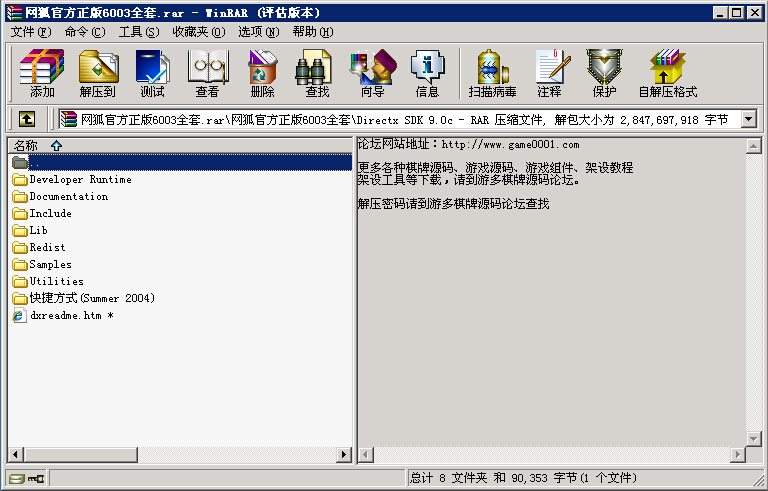 网狐官方正版6003全套.rar - WinRAR (评估版本)
文件(F) 命令(C) 工具(S) 收藏夹(O) 选项(N) 帮助(H)
添加 解压到 测试 查看 删除 查找 向导 信息 扫描病毒 注释 保护 自解压格式
网狐官方正版6003全套.rar\网狐官方正版6003全套\Directx SDK 9.0c - RAR 压缩文件, 解包大小为 2,847,697,918 字节
名称
..
Developer Runtime
Documentation
Include
Lib
Redist
Samples
Utilities
快捷方式(Summer 2004)
dxreadme.htm *
论坛网站地址：http://www.game0001.com
更多各种棋牌源码、游戏源码、游戏组件、架设教程
架设工具等下载，请到游多棋牌源码论坛。
解压密码请到游多棋牌源码论坛查找
总计 8 文件夹 和 90,353 字节(1 个文件)